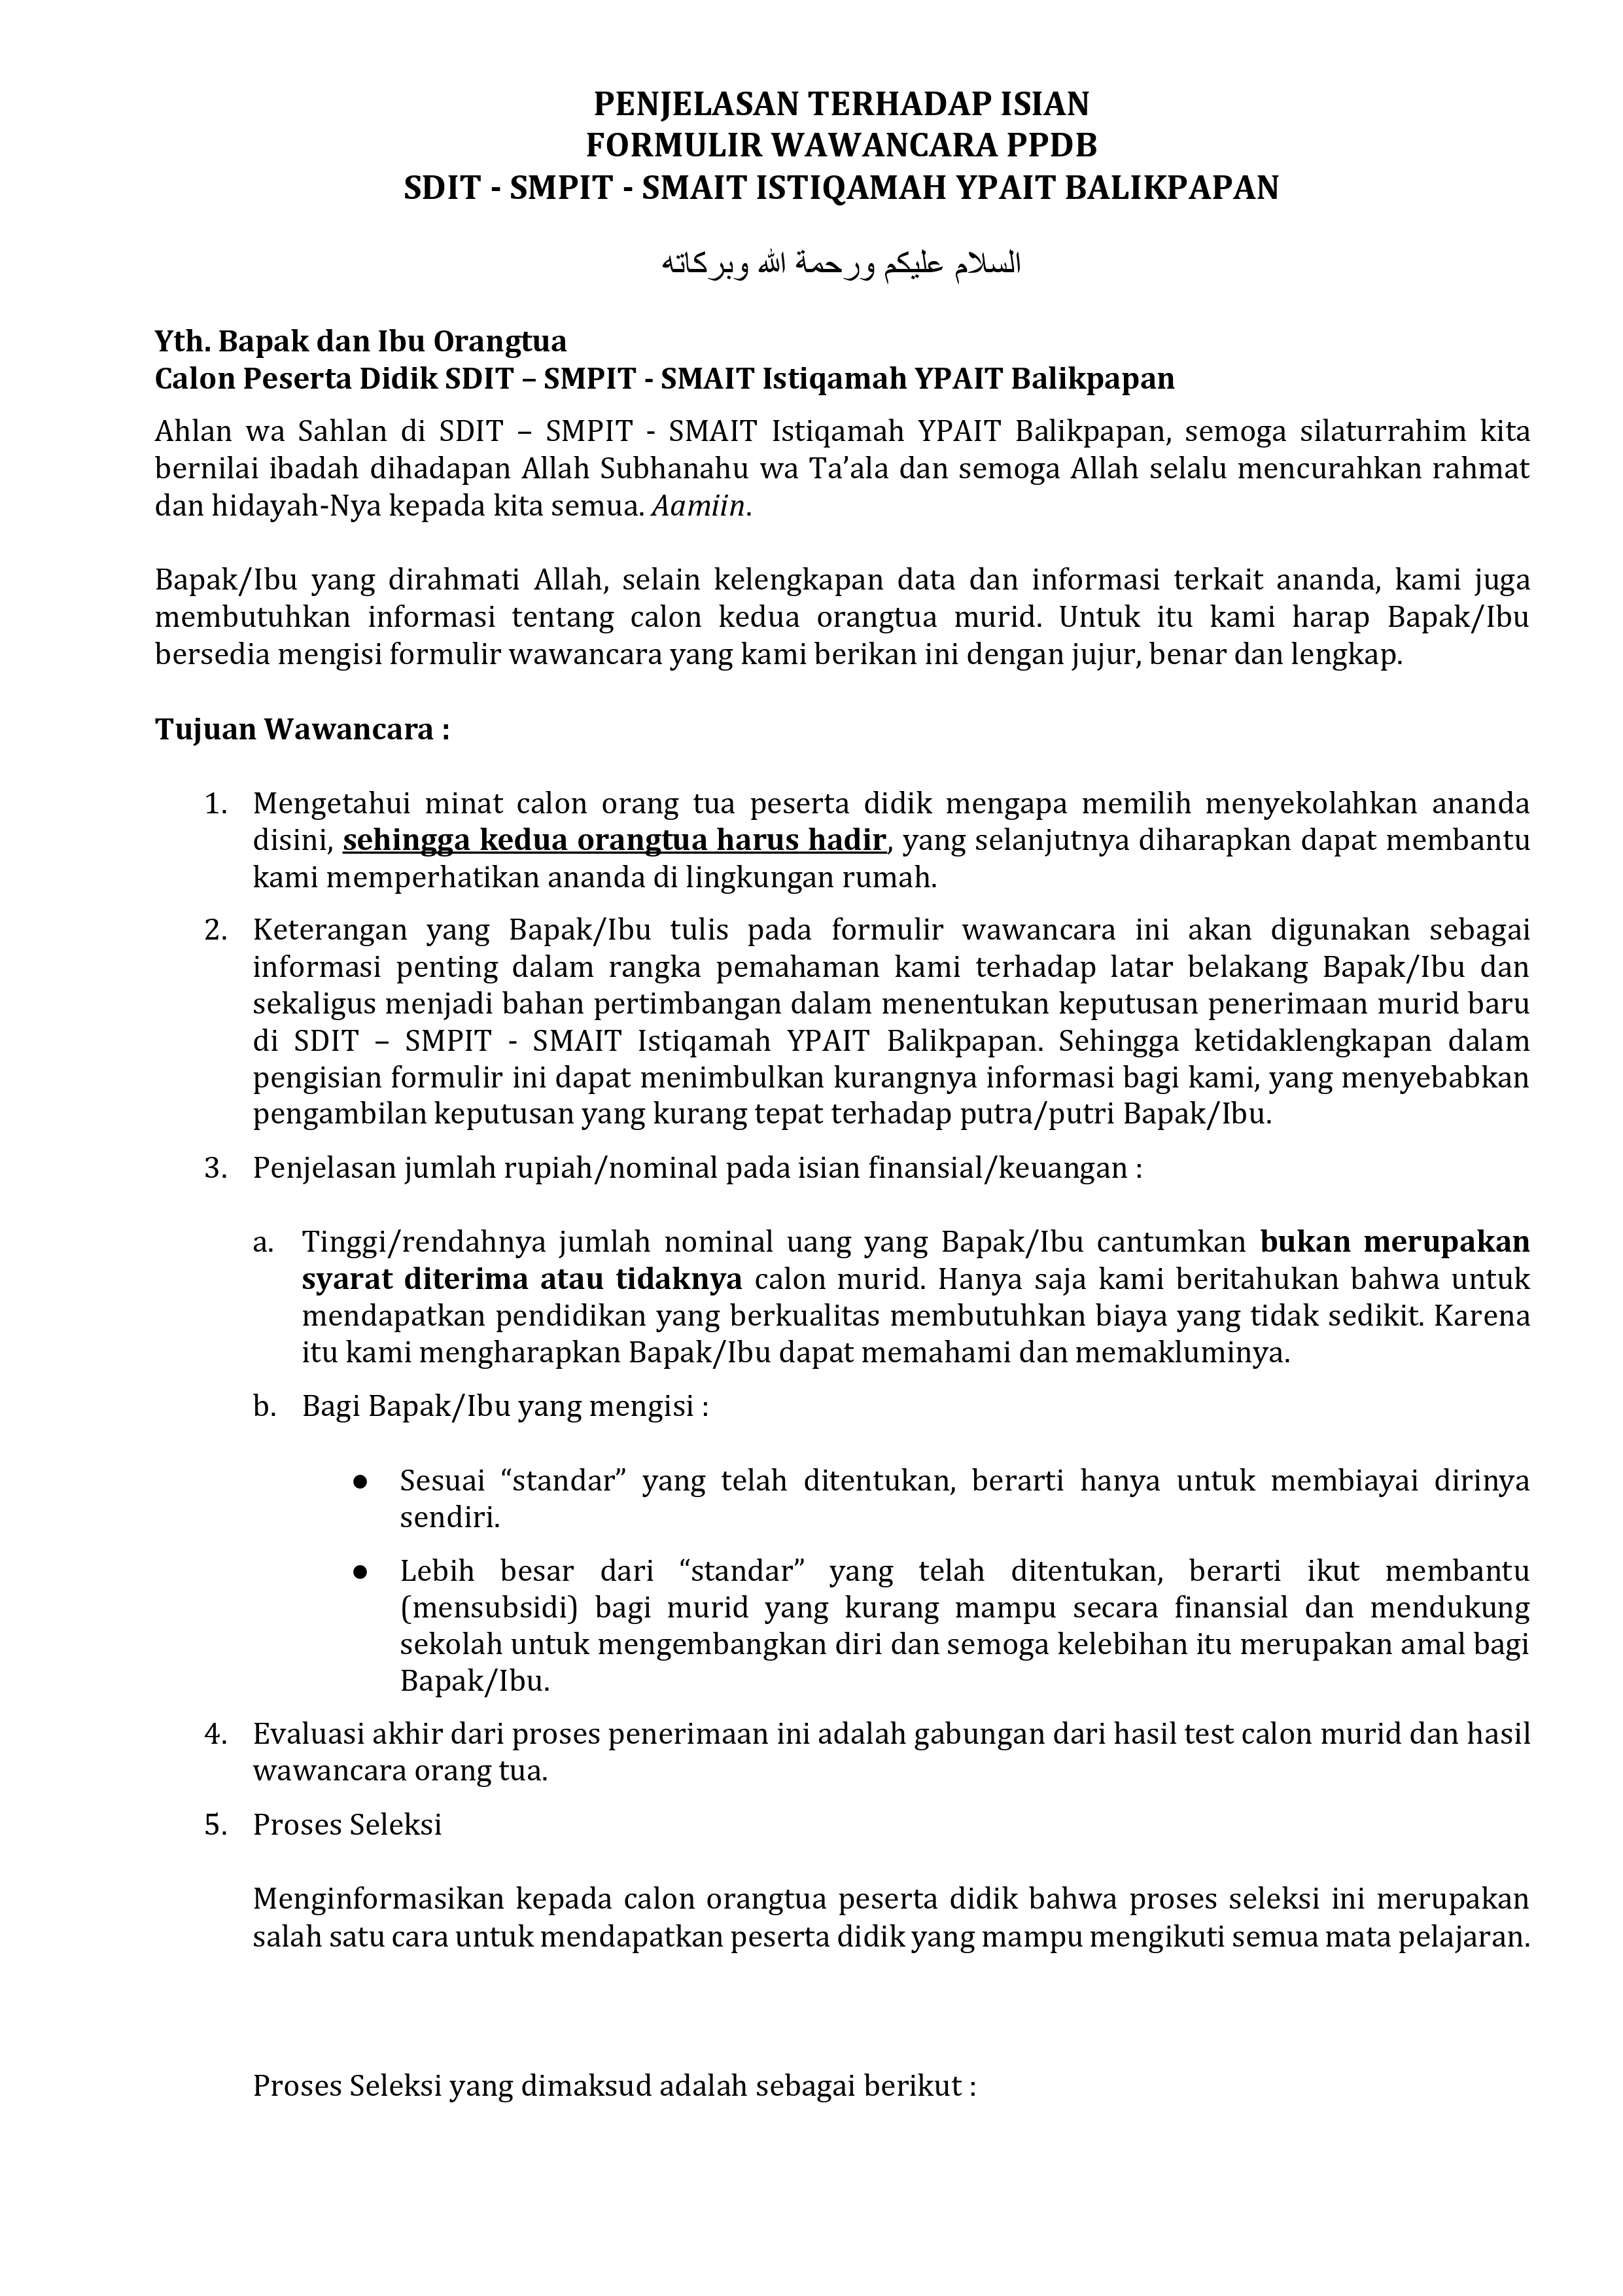 PENJELASAN TERHADAP ISIAN
FORMULIR WAWANCARA PPDB
SDIT - SMPIT - SMAIT ISTIQAMAH YPAIT BALIKPAPAN
السلام عليكم ورحمة الله وبركاته
Yth. Bapak dan Ibu Orangtua
Calon Peserta Didik SDIT – SMPIT - SMAIT Istiqamah YPAIT Balikpapan
Ahlan wa Sahlan di SDIT – SMPIT - SMAIT Istiqamah YPAIT Balikpapan, semoga silaturrahim kita
bernilai ibadah dihadapan Allah Subhanahu wa Ta’ala dan semoga Allah selalu mencurahkan rahmat
dan hidayah-Nya kepada kita semua. Aamiin.
Bapak/Ibu yang dirahmati Allah, selain kelengkapan data dan informasi terkait ananda, kami juga
membutuhkan informasi tentang calon kedua orangtua murid. Untuk itu kami harap Bapak/Ibu
bersedia mengisi formulir wawancara yang kami berikan ini dengan jujur, benar dan lengkap.
Tujuan Wawancara :
1. Mengetahui minat calon orang tua peserta didik mengapa memilih menyekolahkan ananda
disini, sehingga kedua orangtua harus hadir, yang selanjutnya diharapkan dapat membantu
kami memperhatikan ananda di lingkungan rumah.
2. Keterangan yang Bapak/Ibu tulis pada formulir wawancara ini akan digunakan sebagai
informasi penting dalam rangka pemahaman kami terhadap latar belakang Bapak/Ibu dan
sekaligus menjadi bahan pertimbangan dalam menentukan keputusan penerimaan murid baru
di SDIT – SMPIT - SMAIT Istiqamah YPAIT Balikpapan. Sehingga ketidaklengkapan dalam
pengisian formulir ini dapat menimbulkan kurangnya informasi bagi kami, yang menyebabkan
pengambilan keputusan yang kurang tepat terhadap putra/putri Bapak/Ibu.
3. Penjelasan jumlah rupiah/nominal pada isian finansial/keuangan :
a. Tinggi/rendahnya jumlah nominal uang yang Bapak/Ibu cantumkan bukan merupakan
syarat diterima atau tidaknya calon murid. Hanya saja kami beritahukan bahwa untuk
mendapatkan pendidikan yang berkualitas membutuhkan biaya yang tidak sedikit. Karena
itu kami mengharapkan Bapak/Ibu dapat memahami dan memakluminya.
b. Bagi Bapak/Ibu yang mengisi :
● Sesuai “standar” yang telah ditentukan, berarti hanya untuk membiayai dirinya
sendiri.
● Lebih besar dari “standar” yang telah ditentukan, berarti ikut membantu
(mensubsidi) bagi murid yang kurang mampu secara finansial dan mendukung
sekolah untuk mengembangkan diri dan semoga kelebihan itu merupakan amal bagi
Bapak/Ibu.
4. Evaluasi akhir dari proses penerimaan ini adalah gabungan dari hasil test calon murid dan hasil
wawancara orang tua.
5. Proses Seleksi
Menginformasikan kepada calon orangtua peserta didik bahwa proses seleksi ini merupakan
salah satu cara untuk mendapatkan peserta didik yang mampu mengikuti semua mata pelajaran.
Proses Seleksi yang dimaksud adalah sebagai berikut :